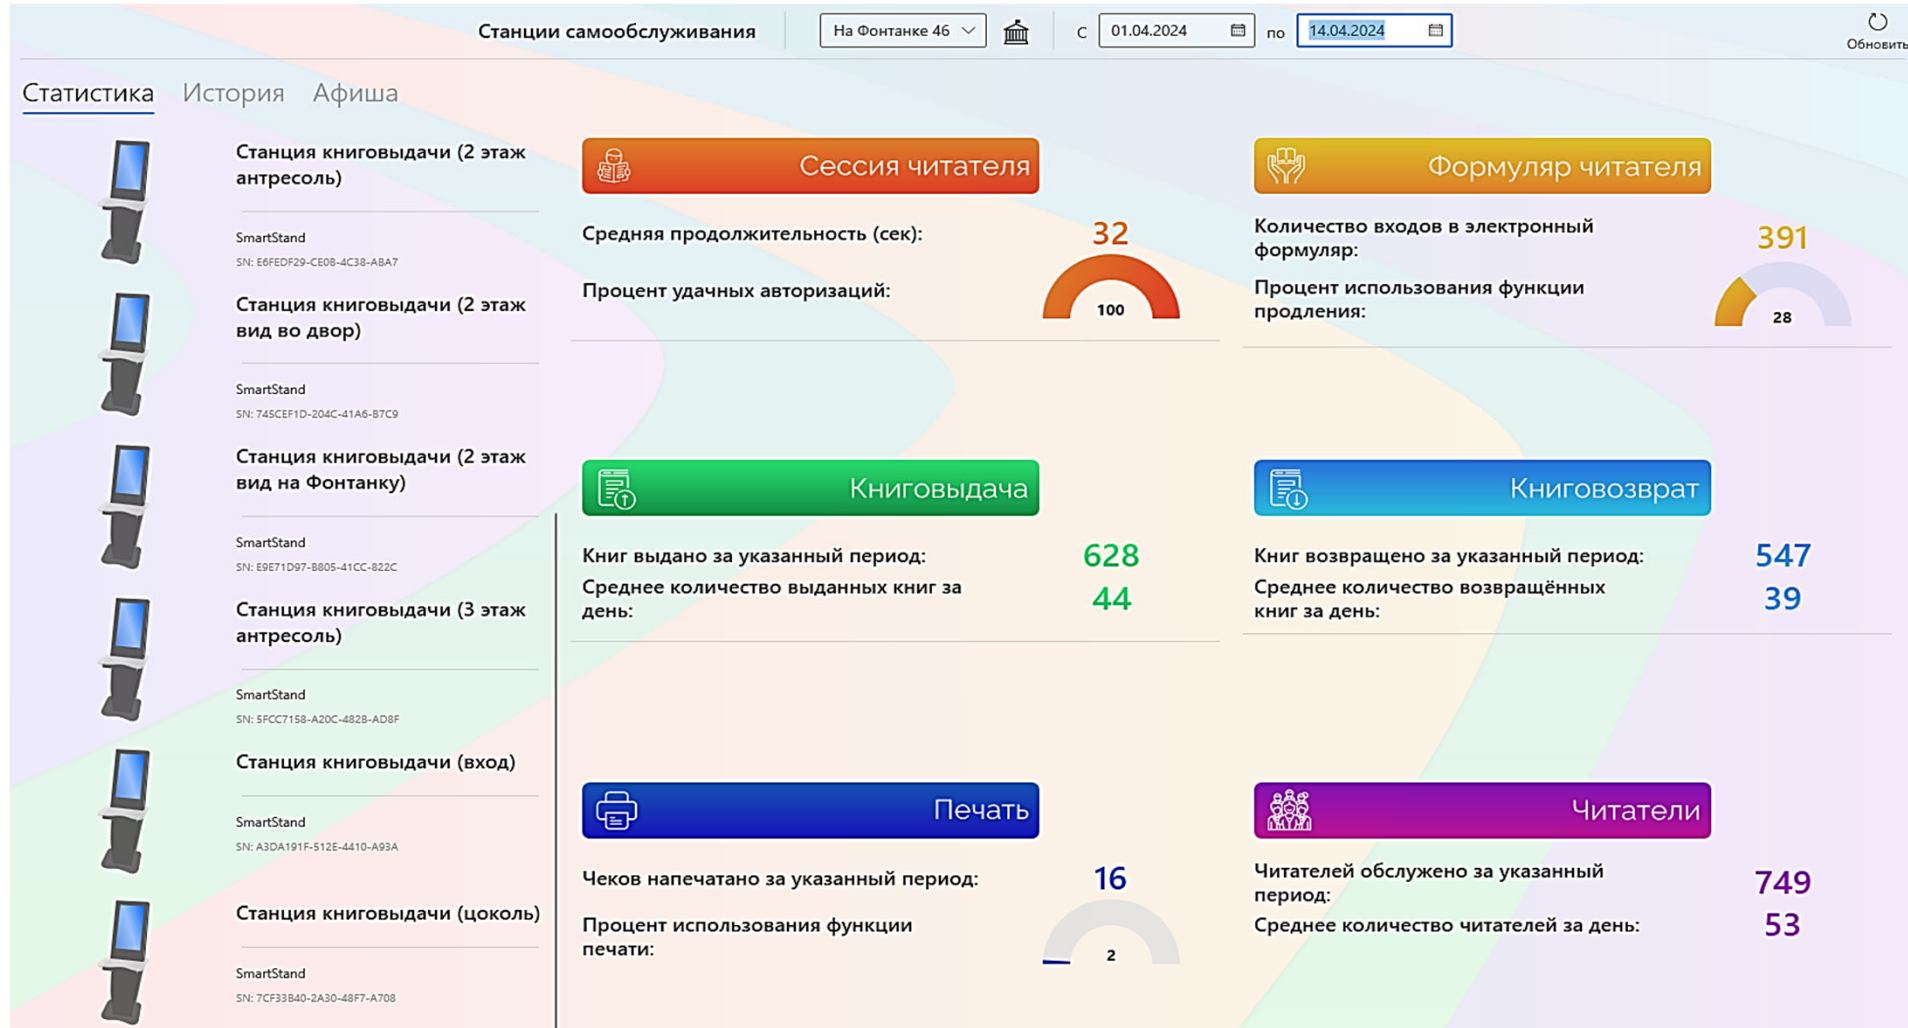 Станции самообслуживания
На Фонтанке 46
С 01.04.2024
по 14.04.2024
Обновить
Статистика
История
Афиша
Станция книговыдачи (2 этаж
антресоль)
SmartStand
SN: E6FEDF29-CE0B-4C38-A8A7
Станция книговыдачи (2 этаж
вид во двор)
SmartStand
SN: 745CEF1D-204C-41A6-B7C9
Станция книговыдачи (2 этаж
вид на Фонтанку)
SmartStand
SN: E9E71D97-B805-41CC-822C
Станция книговыдачи (3 этаж
антресоль)
SmartStand
SN: 5FCC7158-A20C-482B-AD8F
Станция книговыдачи (вход)
SmartStand
SN: A3DA191F-512E-4410-A93A
Станция книговыдачи (цоколь)
SmartStand
SN: 7CF33B40-2A30-48F7-A708
Сессия читателя
Средняя продолжительность (сек):
32
Процент удачных авторизаций:
100
Формуляр читателя
Количество входов в электронный
формуляр:
391
Процент использования функции
продления:
28
Книговыдача
Книг выдано за указанный период:
628
Среднее количество выданных книг за
день:
44
Книговозврат
Книг возвращено за указанный период:
547
Среднее количество возвращённых
книг за день:
39
Печать
Чеков напечатано за указанный период:
16
Процент использования функции
печати:
2
Читатели
Читателей обслужено за указанный
период:
749
Среднее количество читателей за день:
53